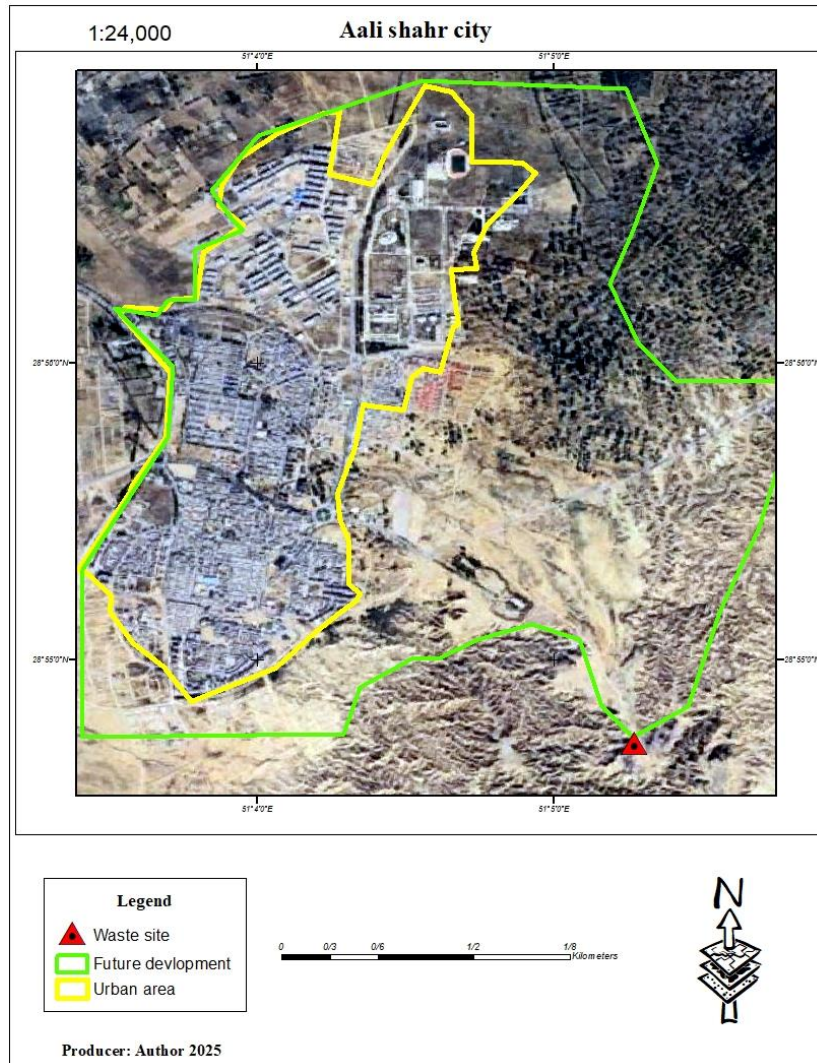 1:24,000
Aali shahr city
51°4'0"E 51°5'0"E
28°56'0"N 28°56'0"N
28°55'0"N 28°55'0"N
51°4'0"E 51°5'0"E
Legend
Waste site
Future devlopment
Urban area
0 0/3 0/6 1/2 1/8
Kilometers
N
Producer: Author 2025